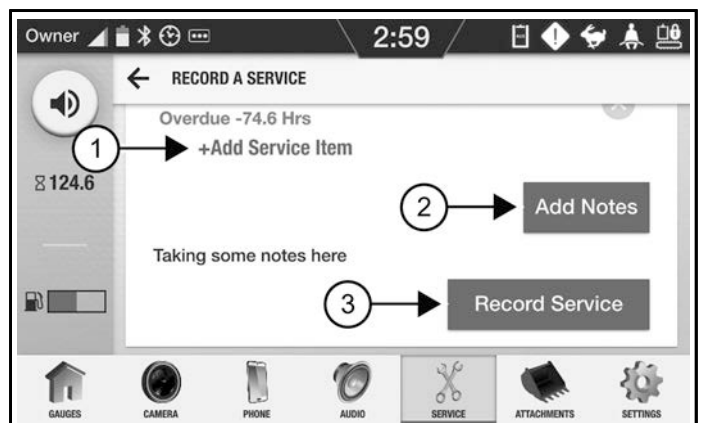 Owner 2:59
RECORD A SERVICE
Overdue -74.6 Hrs
1
+Add Service Item
124.6
2
Add Notes
Taking some notes here
3
Record Service
GAUGES CAMERA PHONE AUDIO SERVICE ATTACHMENTS SETTINGS